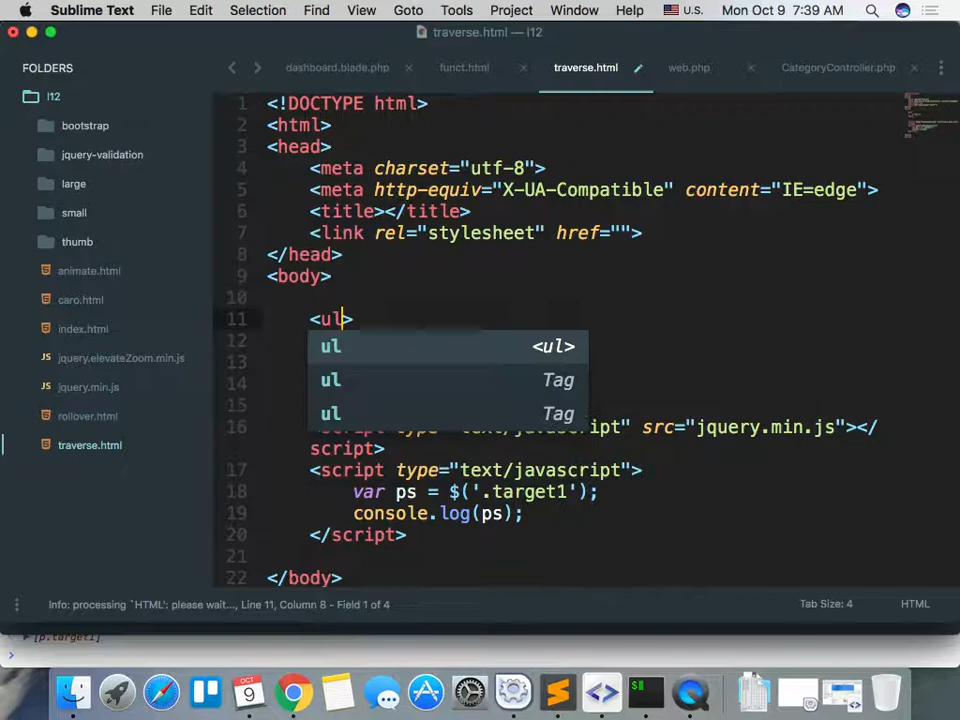 Sublime Text File Edit Selection Find View Goto Tools Project Window Help U.S. Mon Oct 9 7:39 AM
traverse.html — l12
FOLDERS
l12
bootstrap
jquery-validation
large
small
thumb
animate.html
caro.html
index.html
jquery.elevateZoom.min.js
jquery.min.js
rollover.html
traverse.html
dashboard.blade.php × funct.html × traverse.html web.php × CategoryController.php ×
1 <!DOCTYPE html>
2 <html>
3 <head>
4 <meta charset="utf-8">
5 <meta http-equiv="X-UA-Compatible" content="IE=edge">
6 <title></title>
7 <link rel="stylesheet" href="">
8 </head>
9 <body>
10
11 <ul>
12 ul <ul>
13 ul Tag
14 ul Tag
15
16 src="jquery.min.js"></
script>
17 <script type="text/javascript">
18 var ps = $('.target1');
19 console.log(ps);
20 </script>
21
22 </body>
Info: processing `HTML': please wait..., Line 11, Column 8 - Field 1 of 4 Tab Size: 4 HTML
[p.target1]
OCT
9